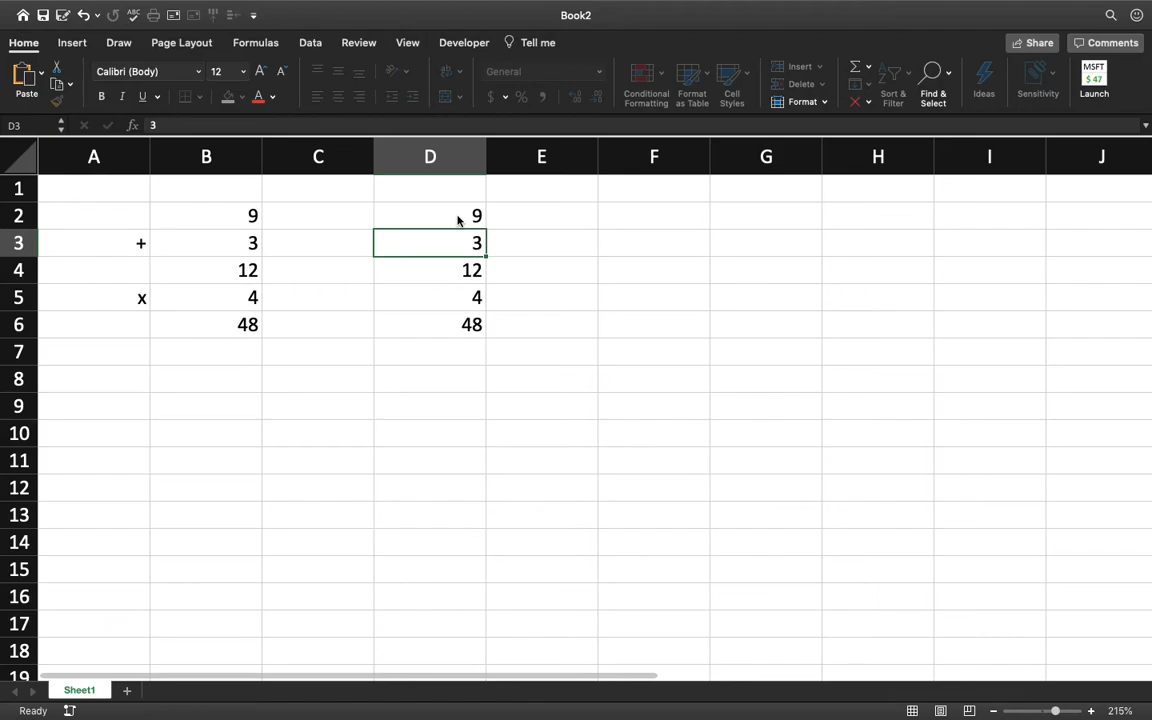 Book2
Home Insert Draw Page Layout Formulas Data Review View Developer Tell me Share Comments
Paste Calibri (Body) 12 General Conditional Formatting Format as Table Cell Styles Insert Delete Format Sort & Filter Find & Select Ideas Sensitivity MSFT $ 47 Launch
D3 fx 3
A B C D E F G H I J
1
2 9 9
3 + 3 3
4 12 12
5 x 4 4
6 48 48
7
8
9
10
11
12
13
14
15
16
17
18
19
Sheet1
Ready 215%